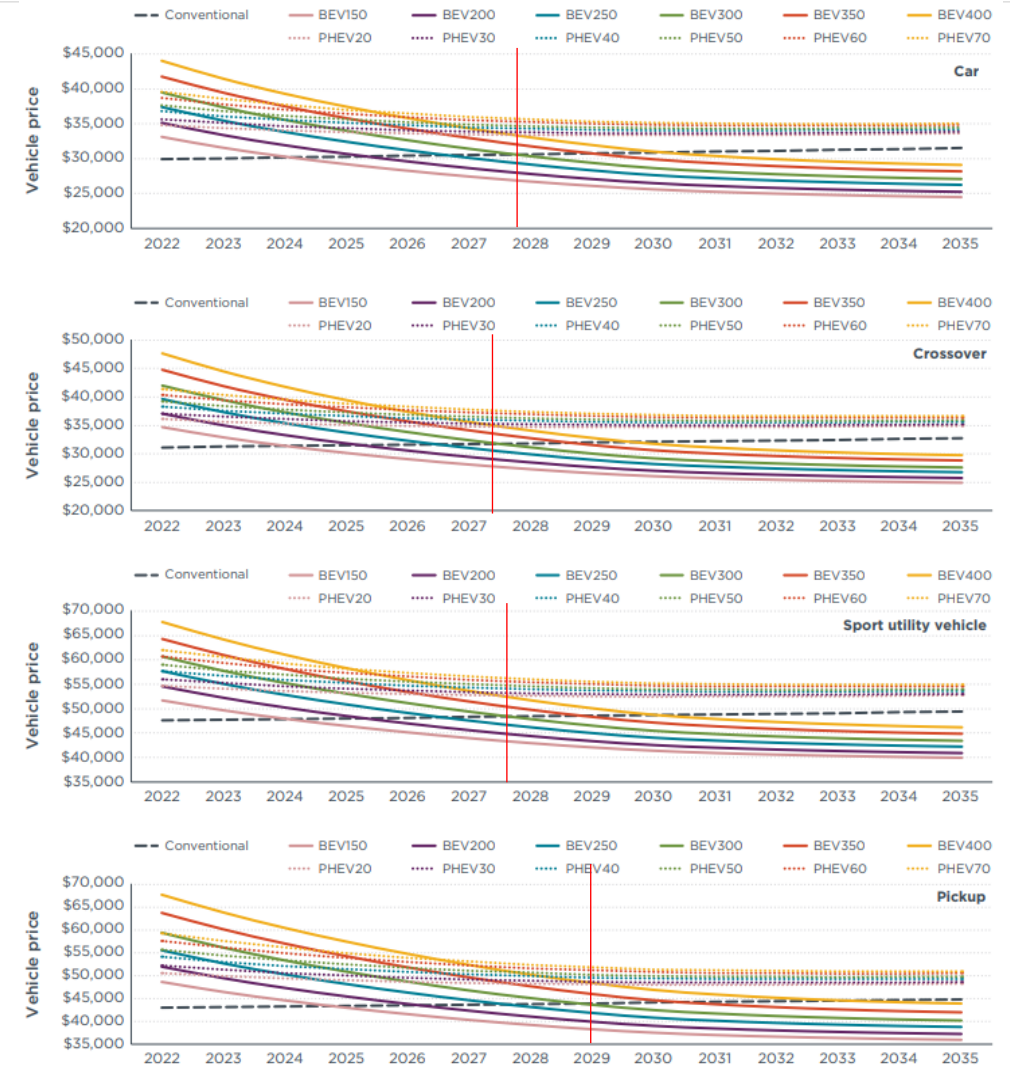 Conventional BEV150 BEV200 BEV250 BEV300 BEV350 BEV400
PHEV20 PHEV30 PHEV40 PHEV50 PHEV60 PHEV70
Car
Vehicle price
$45,000
$40,000
$35,000
$30,000
$25,000
$20,000
2022 2023 2024 2025 2026 2027 2028 2029 2030 2031 2032 2033 2034 2035
Conventional BEV150 BEV200 BEV250 BEV300 BEV350 BEV400
PHEV20 PHEV30 PHEV40 PHEV50 PHEV60 PHEV70
Crossover
Vehicle price
$50,000
$45,000
$40,000
$35,000
$30,000
$25,000
$20,000
2022 2023 2024 2025 2026 2027 2028 2029 2030 2031 2032 2033 2034 2035
Conventional BEV150 BEV200 BEV250 BEV300 BEV350 BEV400
PHEV20 PHEV30 PHEV40 PHEV50 PHEV60 PHEV70
Sport utility vehicle
Vehicle price
$70,000
$65,000
$60,000
$55,000
$50,000
$45,000
$40,000
$35,000
2022 2023 2024 2025 2026 2027 2028 2029 2030 2031 2032 2033 2034 2035
Conventional BEV150 BEV200 BEV250 BEV300 BEV350 BEV400
PHEV20 PHEV30 PHEV40 PHEV50 PHEV60 PHEV70
Pickup
Vehicle price
$70,000
$65,000
$60,000
$55,000
$50,000
$45,000
$40,000
$35,000
2022 2023 2024 2025 2026 2027 2028 2029 2030 2031 2032 2033 2034 2035